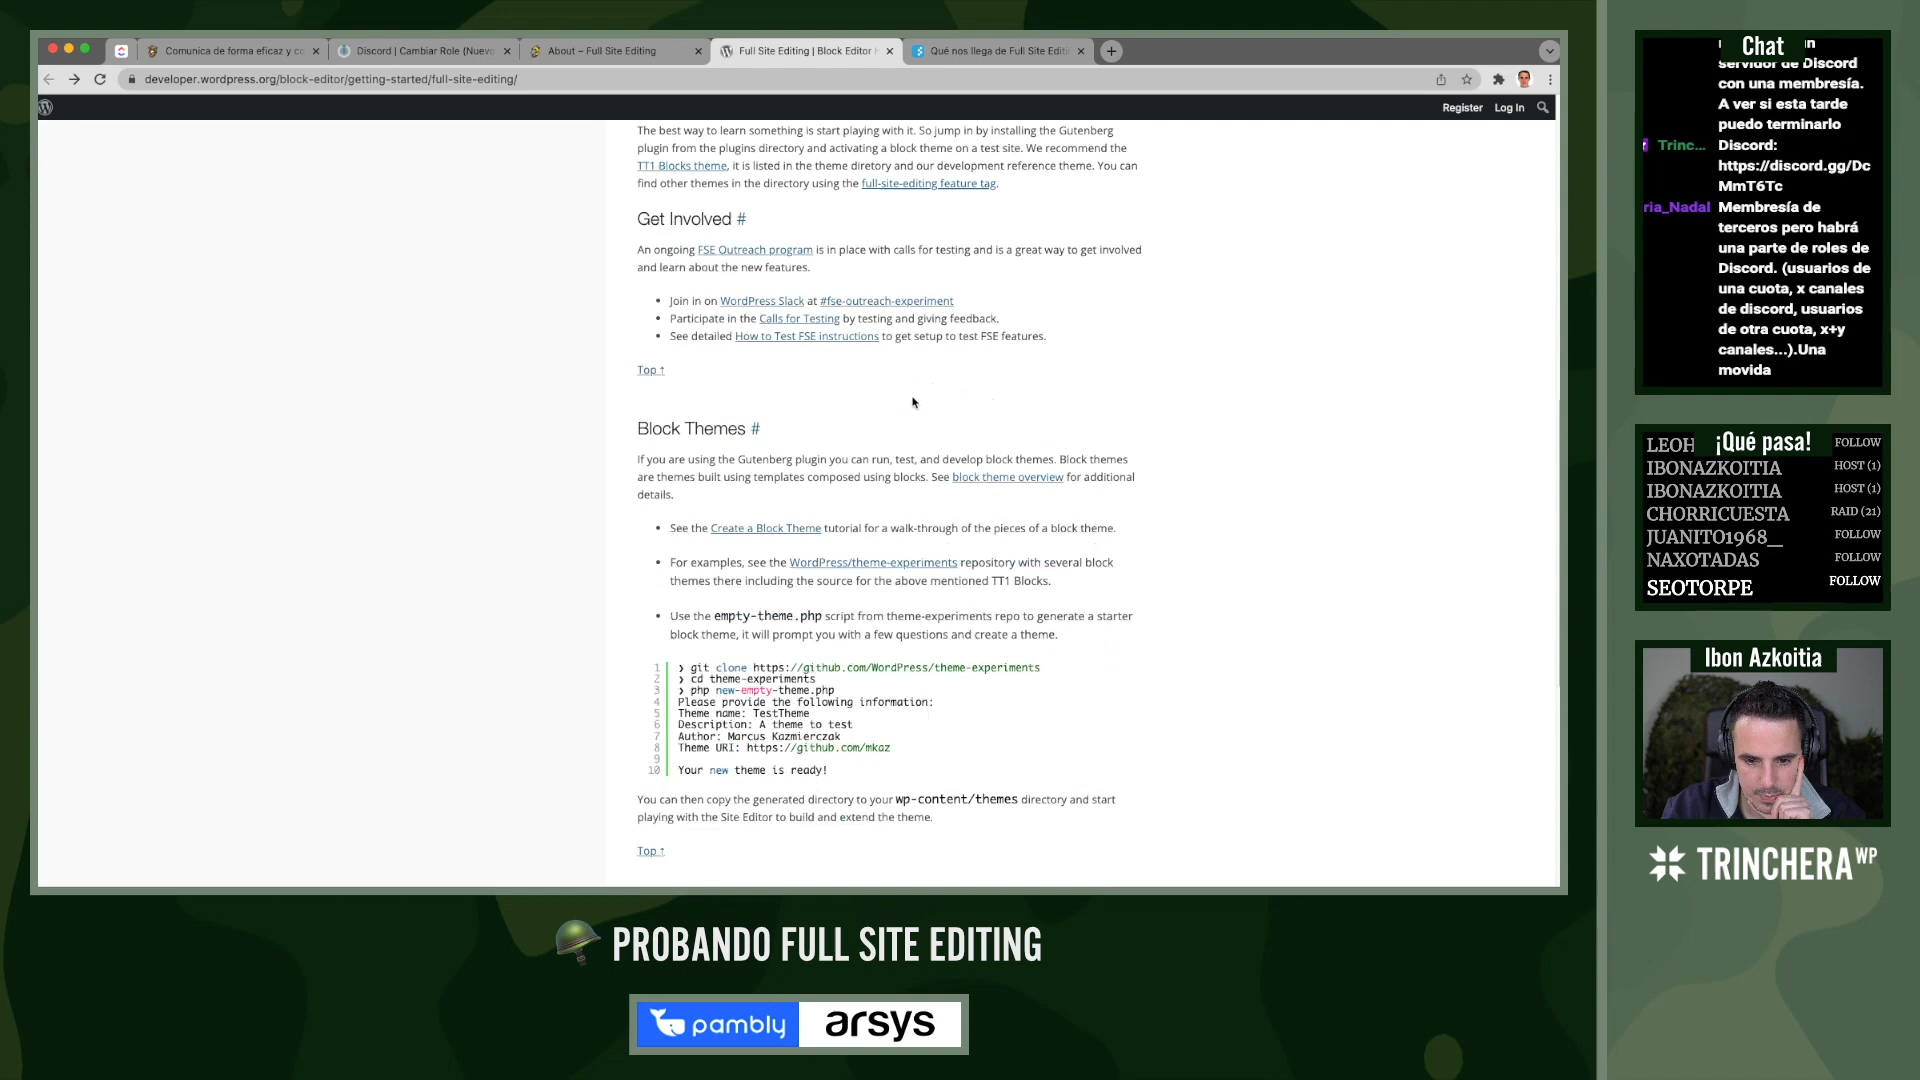 Comunica de forma eficaz y co
Discord | Cambiar Role (Nuevo
About – Full Site Editing
Full Site Editing | Block Editor H
Qué nos llega de Full Site Editi
developer.wordpress.org/block-editor/getting-started/full-site-editing/
Register Log In
The best way to learn something is start playing with it. So jump in by installing the Gutenberg
plugin from the plugins directory and activating a block theme on a test site. We recommend the
TT1 Blocks theme, it is listed in the theme diretory and our development reference theme. You can
find other themes in the directory using the full-site-editing feature tag.
Get Involved #
An ongoing FSE Outreach program is in place with calls for testing and is a great way to get involved
and learn about the new features.
• Join in on WordPress Slack at #fse-outreach-experiment
• Participate in the Calls for Testing by testing and giving feedback.
• See detailed How to Test FSE instructions to get setup to test FSE features.
Top ↑
Block Themes #
If you are using the Gutenberg plugin you can run, test, and develop block themes. Block themes
are themes built using templates composed using blocks. See block theme overview for additional
details.
• See the Create a Block Theme tutorial for a walk-through of the pieces of a block theme.
• For examples, see the WordPress/theme-experiments repository with several block
themes there including the source for the above mentioned TT1 Blocks.
• Use the empty-theme.php script from theme-experiments repo to generate a starter
block theme, it will prompt you with a few questions and create a theme.
1 ❯ git clone https://github.com/WordPress/theme-experiments
2 ❯ cd theme-experiments
3 ❯ php new-empty-theme.php
4 Please provide the following information:
5 Theme name: TestTheme
6 Description: A theme to test
7 Author: Marcus Kazmierczak
8 Theme URI: https://github.com/mkaz
9
10 Your new theme is ready!
You can then copy the generated directory to your wp-content/themes directory and start
playing with the Site Editor to build and extend the theme.
Top ↑
Chat
servidor de Discord
con una membresía.
A ver si esta tarde
puedo terminarlo
Trinc... Discord:
https://discord.gg/Dc
MmT6Tc
ria_Nadal Membresía de
terceros pero habrá
una parte de roles de
Discord. (usuarios de
una cuota, x canales
de discord, usuarios
de otra cuota, x+y
canales...).Una
movida
¡Qué pasa!
LEOH FOLLOW
IBONAZKOITIA HOST (1)
IBONAZKOITIA HOST (1)
CHORRICUESTA RAID (21)
JUANITO1968_ FOLLOW
NAXOTADAS FOLLOW
SEOTORPE FOLLOW
Ibon Azkoitia
TRINCHERA WP
PROBANDO FULL SITE EDITING
pambly
arsys